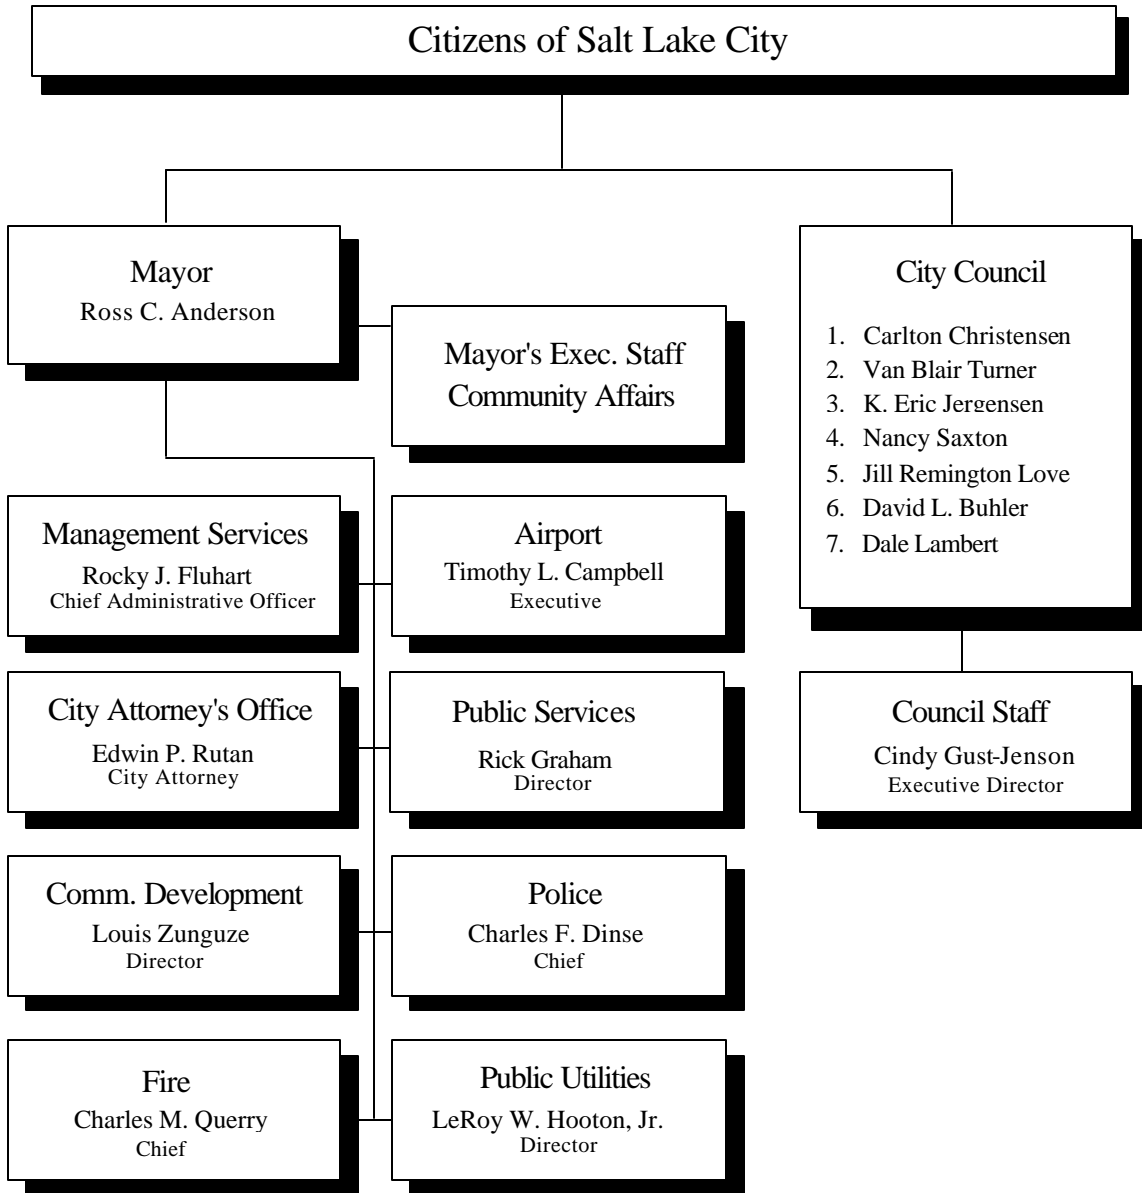 Citizens of Salt Lake City
Mayor
Ross C. Anderson
Mayor's Exec. Staff
Community Affairs
City Council
1. Carlton Christensen
2. Van Blair Turner
3. K. Eric Jergensen
4. Nancy Saxton
5. Jill Remington Love
6. David L. Buhler
7. Dale Lambert
Management Services
Rocky J. Fluhart
Chief Administrative Officer
Airport
Timothy L. Campbell
Executive
City Attorney's Office
Edwin P. Rutan
City Attorney
Public Services
Rick Graham
Director
Council Staff
Cindy Gust-Jenson
Executive Director
Comm. Development
Louis Zunguze
Director
Police
Charles F. Dinse
Chief
Fire
Charles M. Querry
Chief
Public Utilities
LeRoy W. Hooton, Jr.
Director